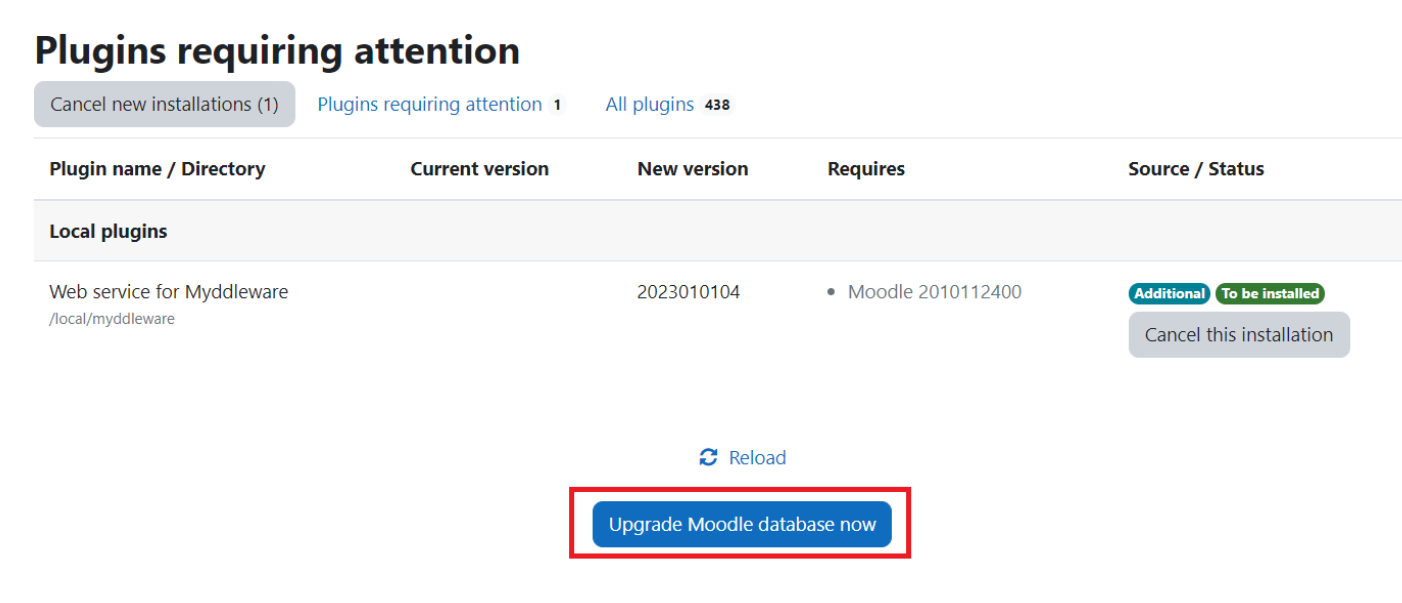 Plugins requiring attention
Cancel new installations (1) Plugins requiring attention 1 All plugins 438
Plugin name / Directory Current version New version Requires Source / Status
Local plugins
Web service for Myddleware 2023010104 • Moodle 2010112400 Additional To be installed
/local/myddleware
Cancel this installation
Reload
Upgrade Moodle database now